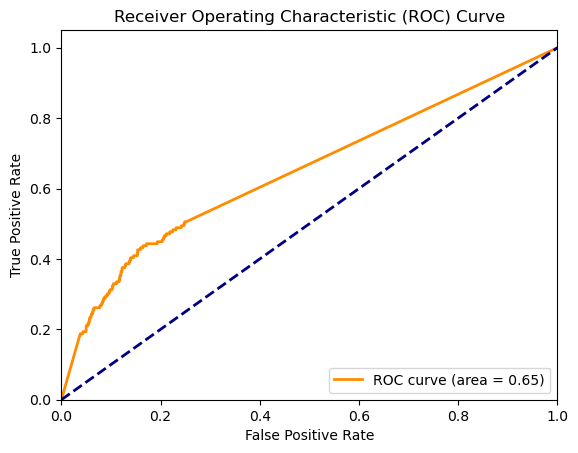 Receiver Operating Characteristic (ROC) Curve
1.0
0.8
0.6
0.4
0.2
0.0
True Positive Rate
ROC curve (area = 0.65)
0.0 0.2 0.4 0.6 0.8 1.0
False Positive Rate